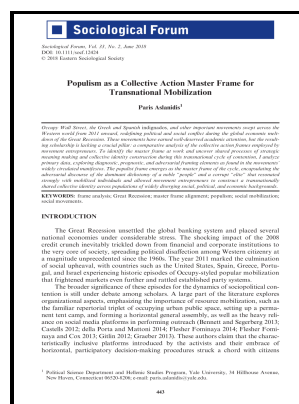 Sociological Forum
Sociological Forum, Vol. 33, No. 2, June 2018
DOI: 10.1111/socf.12424
© 2018 Eastern Sociological Society
Populism as a Collective Action Master Frame for
Transnational Mobilization
Paris Aslanidis¹
Occupy Wall Street, the Greek and Spanish indignados, and other important movements swept across the
Western world from 2011 onward, redefining political and social conflict during the global economic melt-
down of the Great Recession. These movements have earned well-deserved academic attention, but the result-
ing scholarship is lacking a crucial pillar: a comparative analysis of the collective action frames employed by
movement entrepreneurs. To identify the master frame at work and uncover shared processes of strategic
meaning making and collective identity construction during this transnational cycle of contention, I analyze
primary data, exploring diagnostic, prognostic, and adversarial framing elements as found in the movements'
widely circulated manifestos. The populist frame emerges as the master frame of the cycle, encapsulating the
adversarial discourse of the dominant deficiency of a noble "people" and a corrupt "elite" that resonated
strongly with mobilized individuals and allowed movement entrepreneurs to construct a transnationally
shared collective identity across populations of widely diverging social, political, and economic backgrounds.
KEYWORDS: frame analysis; Great Recession; master frame alignment; populism; social mobilization;
social movements.
INTRODUCTION
The Great Recession unsettled the global banking system and placed several
national economies under considerable stress. The shocking impact of the 2008
credit crunch inevitably trickled down from financial and corporate institutions to
the very core of society, spreading political disaffection among Western citizenry at
a magnitude unprecedented since the 1960s. The year 2011 marked the culmination
of social upheaval, with countries such as the United States, Spain, Greece, Portu-
gal, and Israel experiencing historic episodes of Occupy-styled popular mobilization
that frightened markets even further and rattled established party systems.
The broader significance of these episodes for the dynamics of sociopolitical con-
tention is still under debate among scholars. A large part of the literature explores
organizational aspects, emphasizing the importance of resource mobilization, such as
the familiar repertorial triplet of occupying urban public space, setting up a perma-
nent tent camp, and forming a horizontal general assembly, as well as the heavy reli-
ance on social media platforms in performing outreach (Bennett and Segerberg 2013;
Castells 2012; della Porta and Mattoni 2014; Flesher Fominaya 2014; Flesher Fomi-
naya and Cox 2013; Gitlin 2012; Graeber 2013). These authors claim that the charac-
teristically inclusive platforms introduced by the activists and their embrace of
horizontal, participatory decision-making procedures struck a chord with citizens
¹ Political Science Department and Hellenic Studies Program, Yale University, 34 Hillhouse Avenue,
New Haven, Connecticut 06520-8206; e-mail: paris.aslanidis@yale.edu.
443